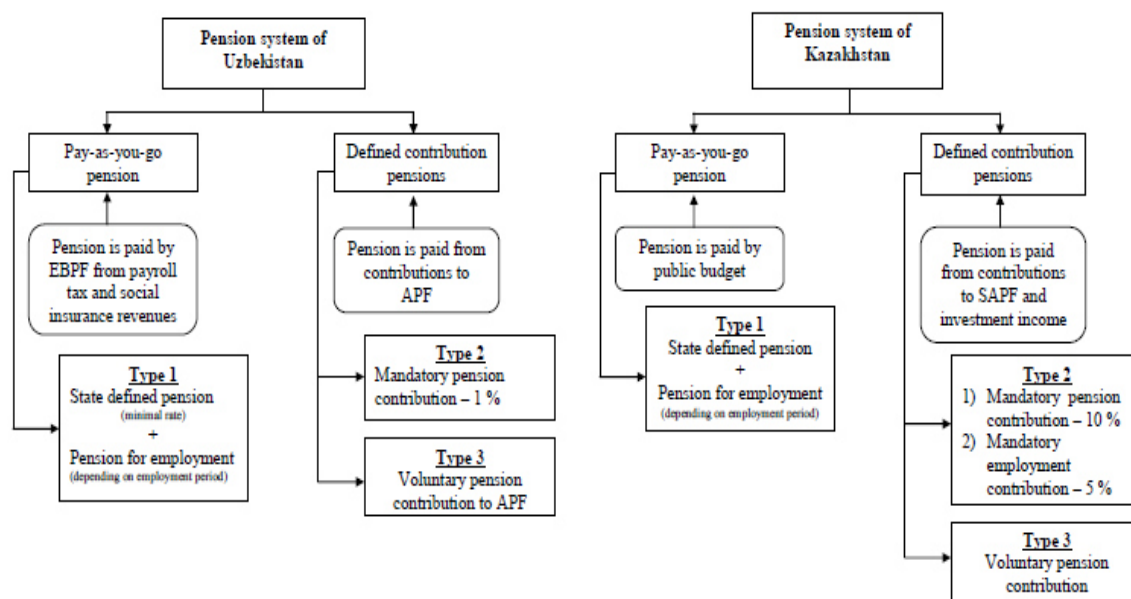 Pension system of
Uzbekistan
Pay-as-you-go
pension
Defined contribution
pensions
Pension is paid by
EBPF from payroll
tax and social
insurance revenues
Pension is paid from
contributions to
APF
Type 1
State defined pension
(minimal rate)
+
Pension for employment
(depending on employment period)
Type 2
Mandatory pension
contribution – 1 %
Type 3
Voluntary pension
contribution to APF
Pension system of
Kazakhstan
Pay-as-you-go
pension
Defined contribution
pensions
Pension is paid by
public budget
Pension is paid
from contributions
to SAPF and
investment income
Type 1
State defined pension
+
Pension for employment
(depending on employment period)
Type 2
1) Mandatory pension
contribution – 10 %
2) Mandatory
employment
contribution – 5 %
Type 3
Voluntary pension
contribution